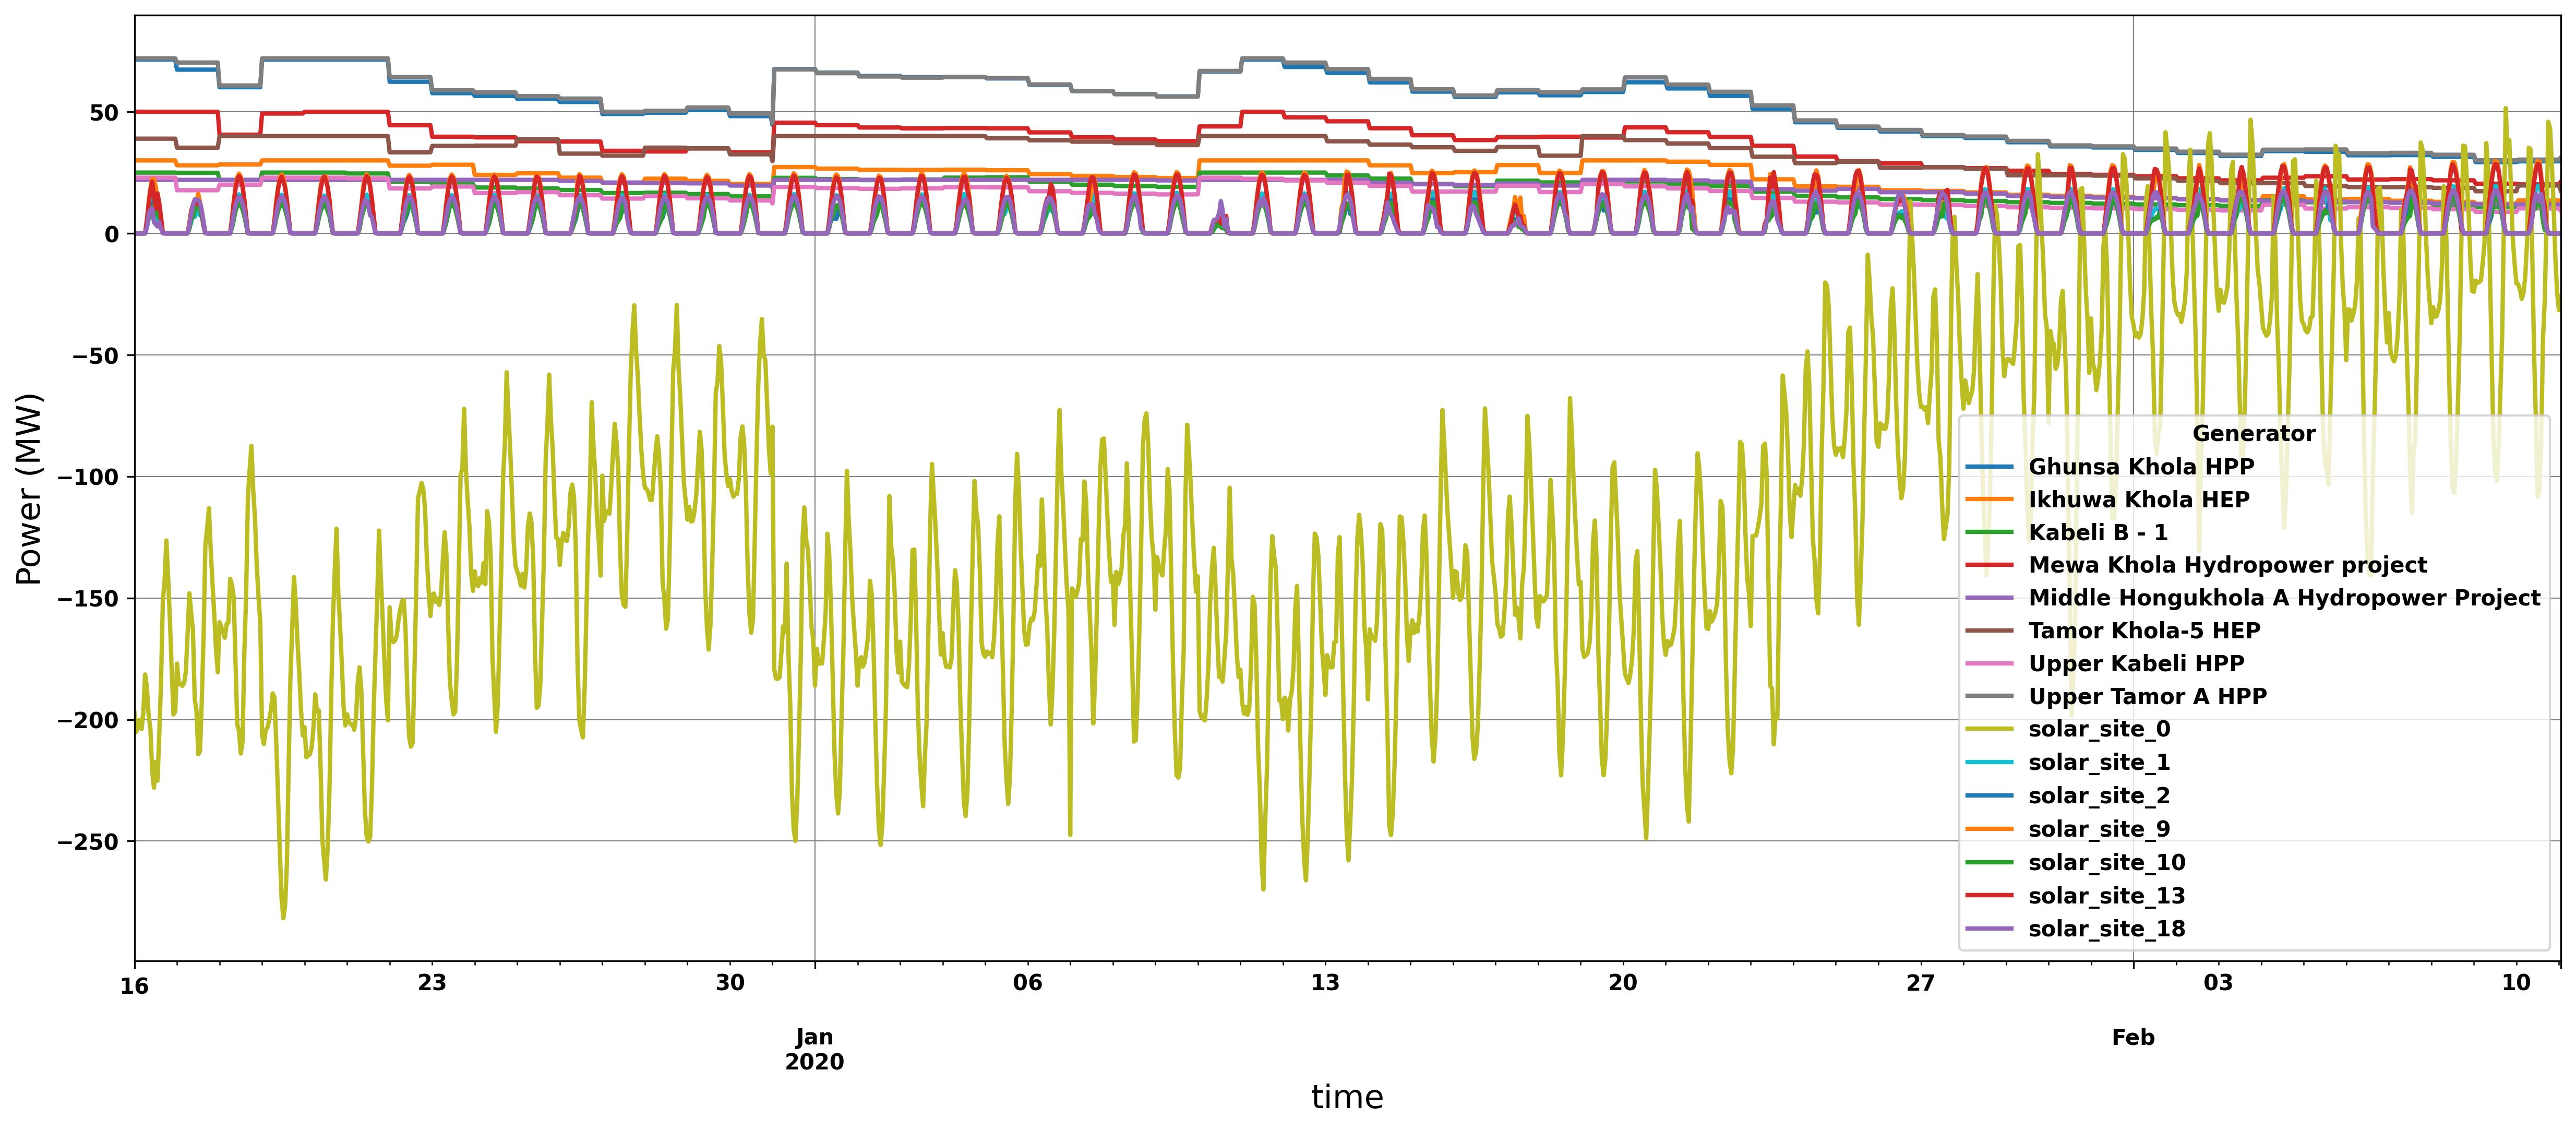 Power (MW)
50
0
−50
−100
−150
−200
−250
Generator
Ghunsa Khola HPP
Ikhuwa Khola HEP
Kabeli B - 1
Mewa Khola Hydropower project
Middle Hongukhola A Hydropower Project
Tamor Khola-5 HEP
Upper Kabeli HPP
Upper Tamor A HPP
solar_site_0
solar_site_1
solar_site_2
solar_site_9
solar_site_10
solar_site_13
solar_site_18
16 23 30 06 13 20 27 03 10
Jan Feb
2020
time